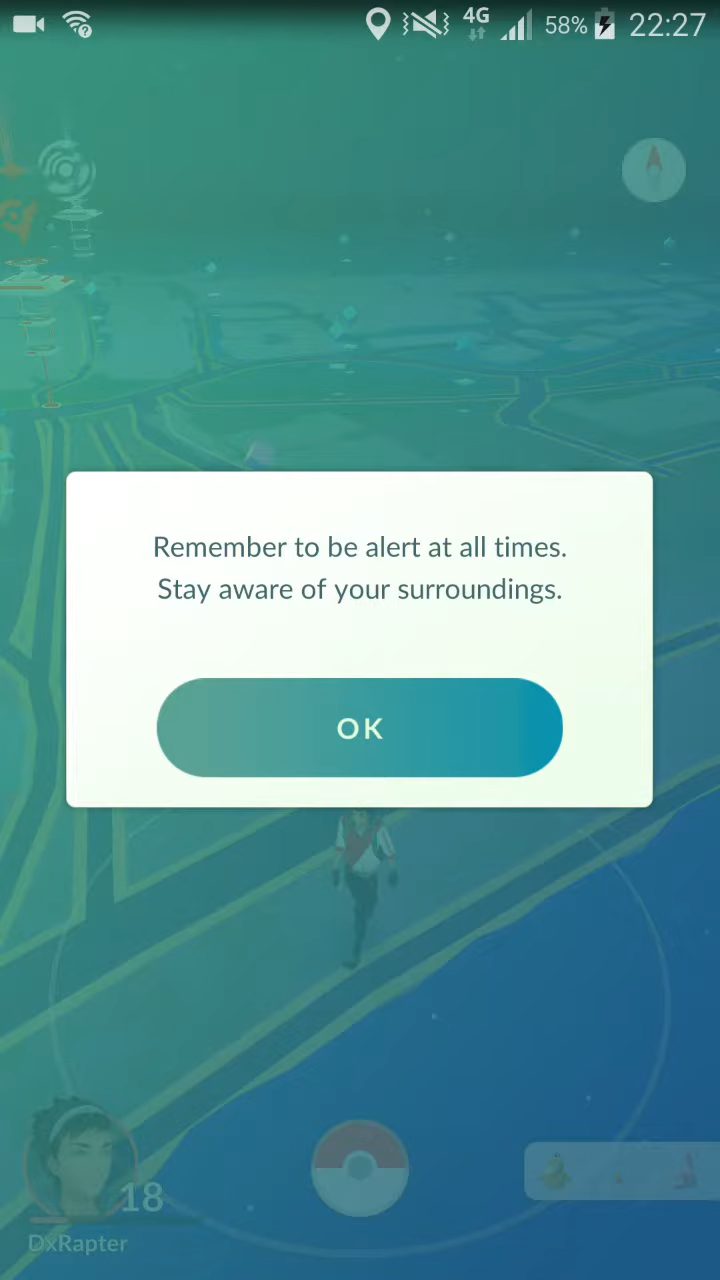 4G 58% 22:27
Remember to be alert at all times.
Stay aware of your surroundings.
OK
18
DxRapter